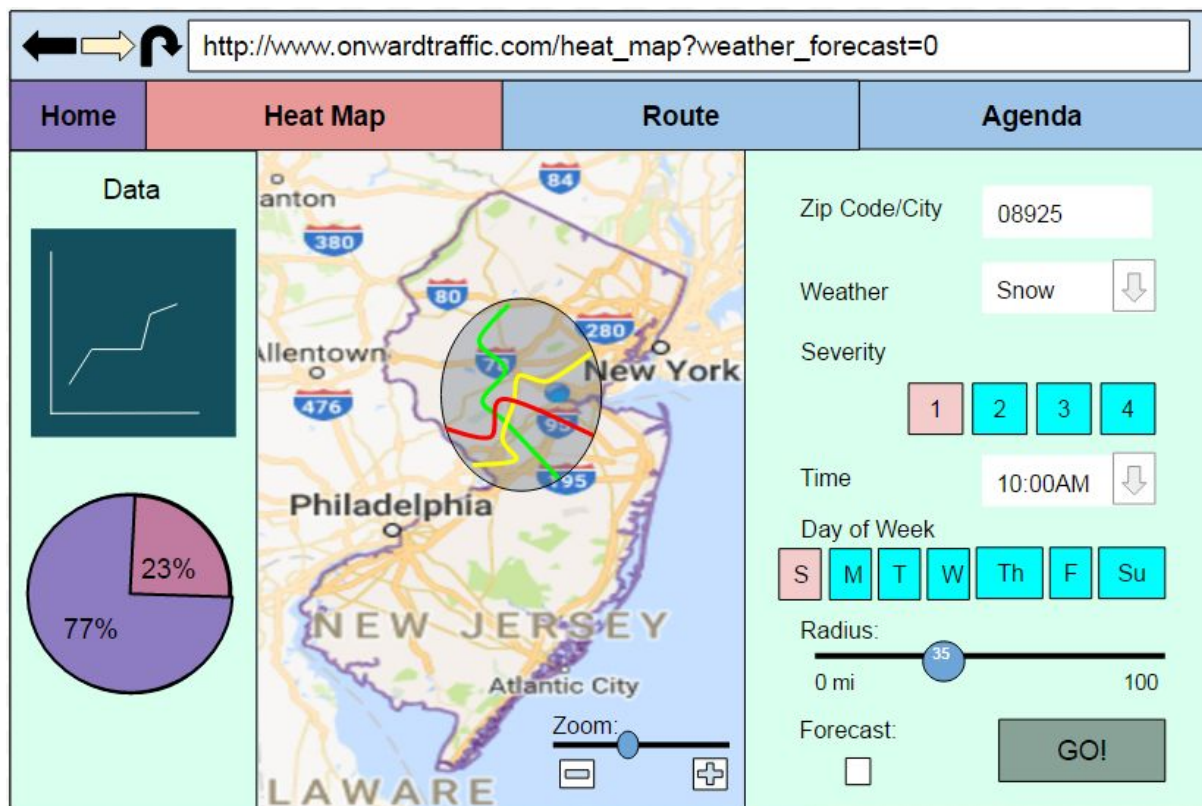 http://www.onwardtraffic.com/heat_map?weather_forecast=0
Home
Heat Map
Route
Agenda
Data
23%
77%
anton
84
380
80
280
Allentown
78
New York
476
95
195
Philadelphia
NEW JERSEY
Atlantic City
LAWARE
Zoom:
Zip Code/City
08925
Weather
Snow
Severity
1 2 3 4
Time
10:00AM
Day of Week
S M T W Th F Su
Radius:
35
0 mi
100
Forecast:
GO!